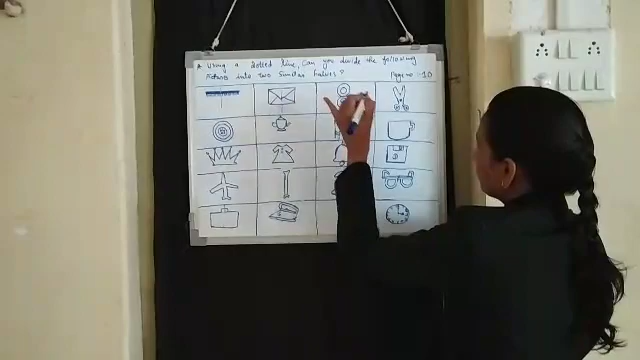 * Using a dotted line, Can you divide the following
Pictures into two Similar halves? Page no 10